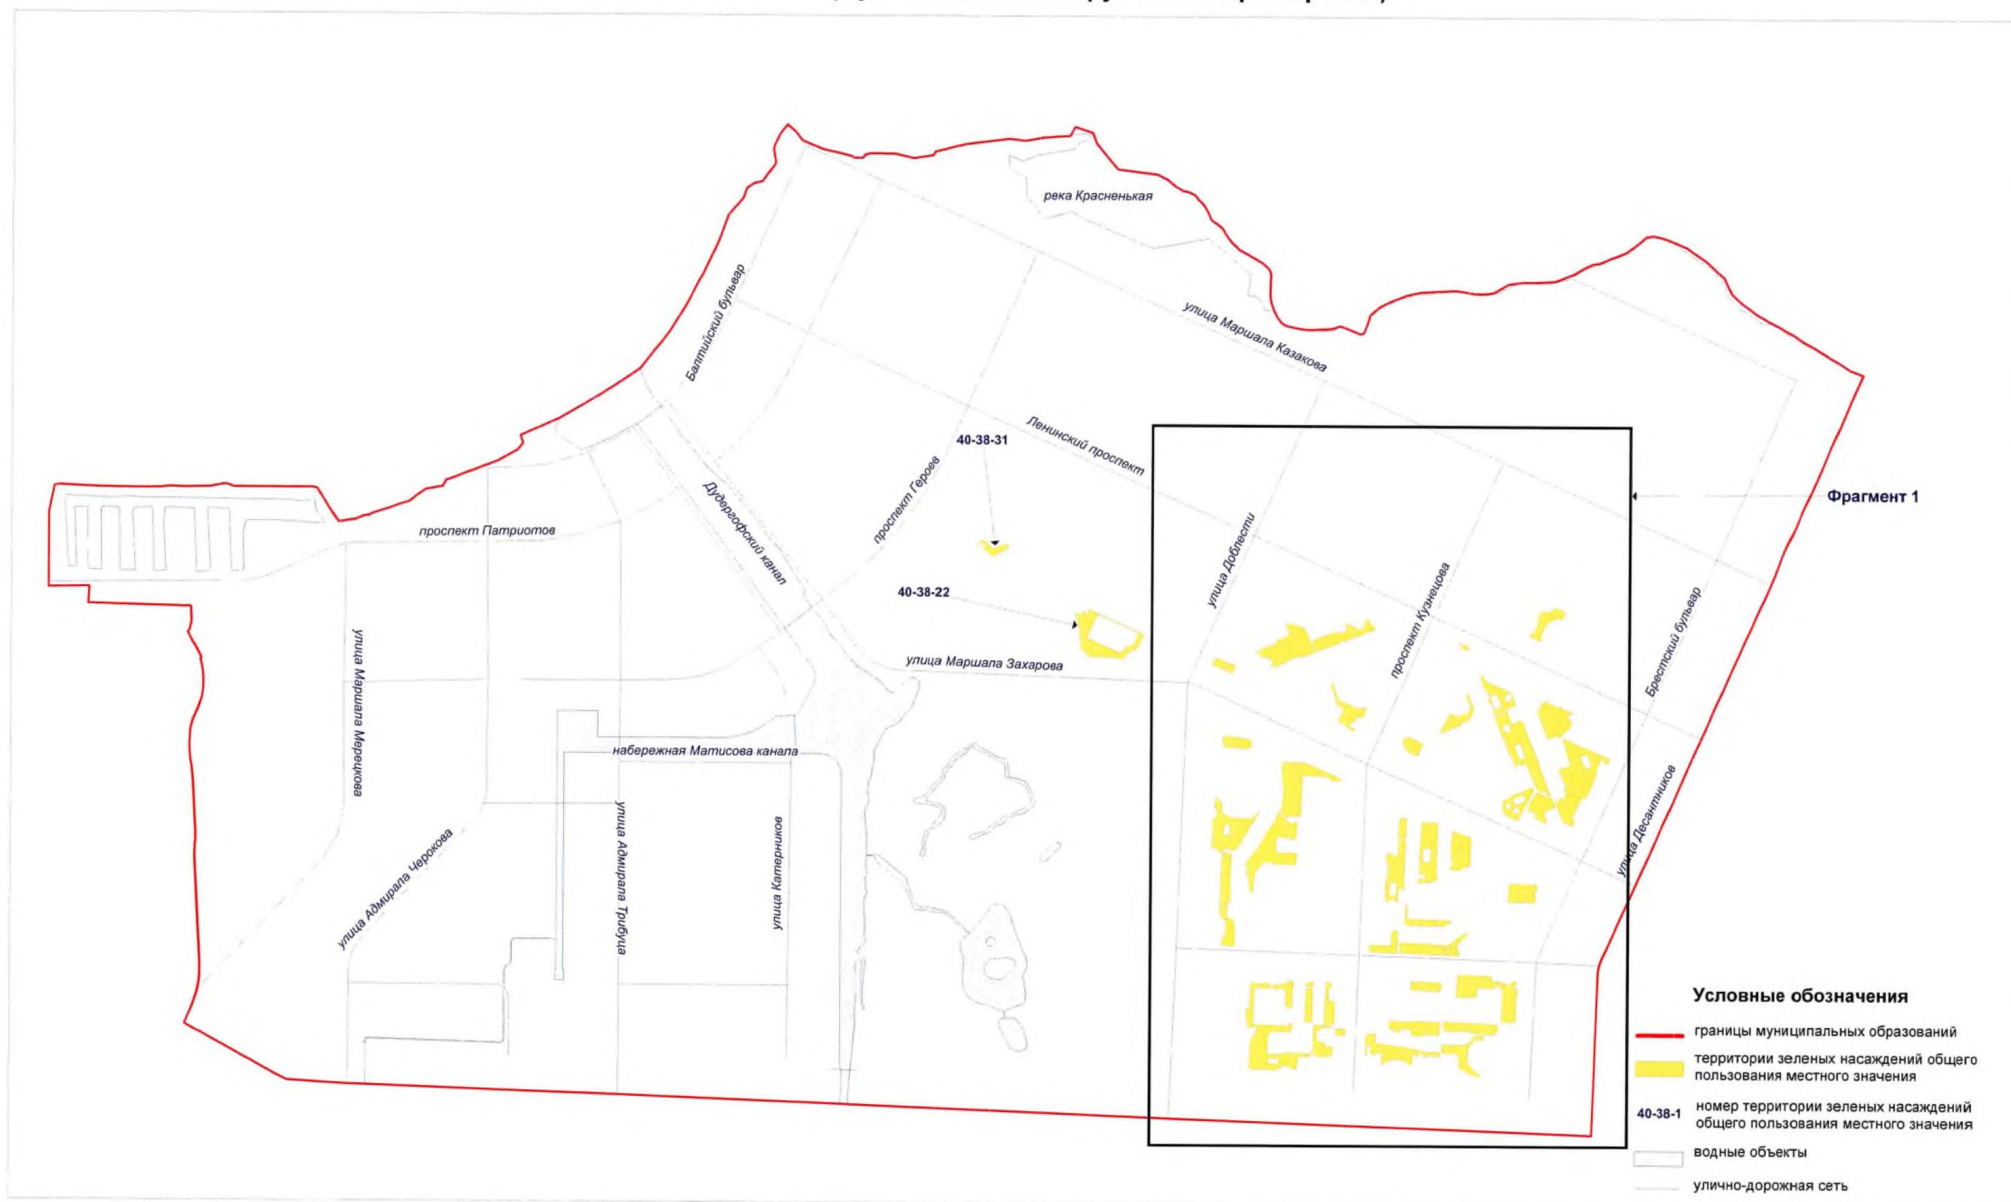 река Красненькая
Балтийский бульвар
улица Маршала Казакова
Ленинский проспект
40-38-31
проспект Героев
Фрагмент 1
Дудергофский канал
проспект Патриотов
улица Доблести
проспект Кузнецова
40-38-22
Брестский бульвар
улица Маршала Захарова
улица Маршала Мерецкова
набережная Матисова канала
улица Десантников
улица Адмирала Черокова
улица Адмирала Трибуца
улица Катерников
Условные обозначения
границы муниципальных образований
территории зеленых насаждений общего
пользования местного значения
40-38-1 номер территории зеленых насаждений
общего пользования местного значения
водные объекты
улично-дорожная сеть